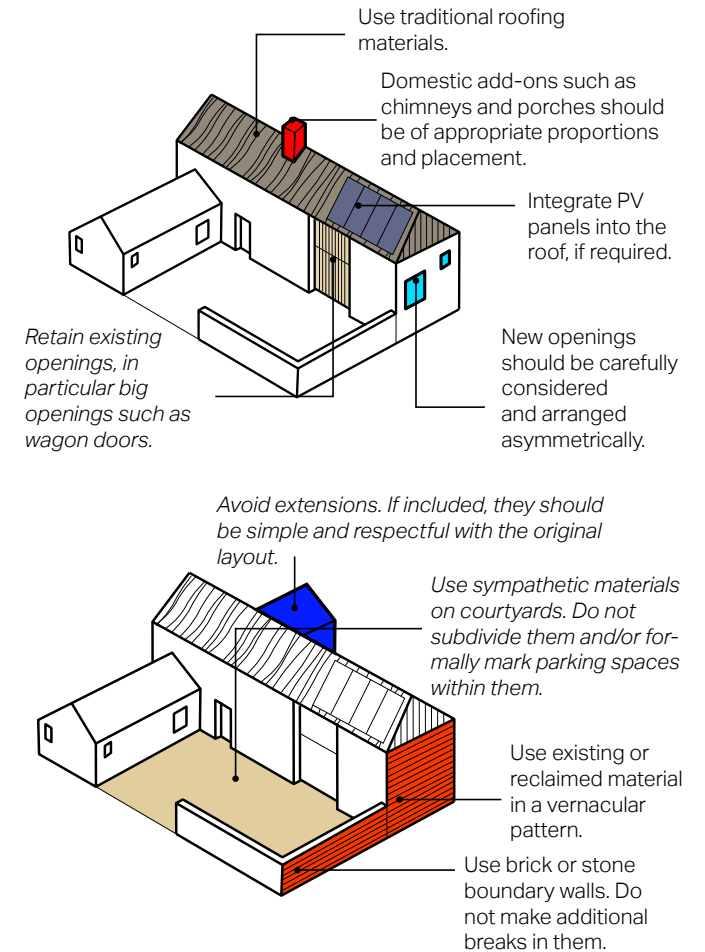 Use traditional roofing
materials.
Domestic add-ons such as
chimneys and porches should
be of appropriate proportions
and placement.
Integrate PV
panels into the
roof, if required.
Retain existing
openings, in
particular big
openings such as
wagon doors.
New openings
should be carefully
considered
and arranged
asymmetrically.
Avoid extensions. If included, they should
be simple and respectful with the original
layout.
Use sympathetic materials
on courtyards. Do not
subdivide them and/or for-
mally mark parking spaces
within them.
Use existing or
reclaimed material
in a vernacular
pattern.
Use brick or stone
boundary walls. Do
not make additional
breaks in them.